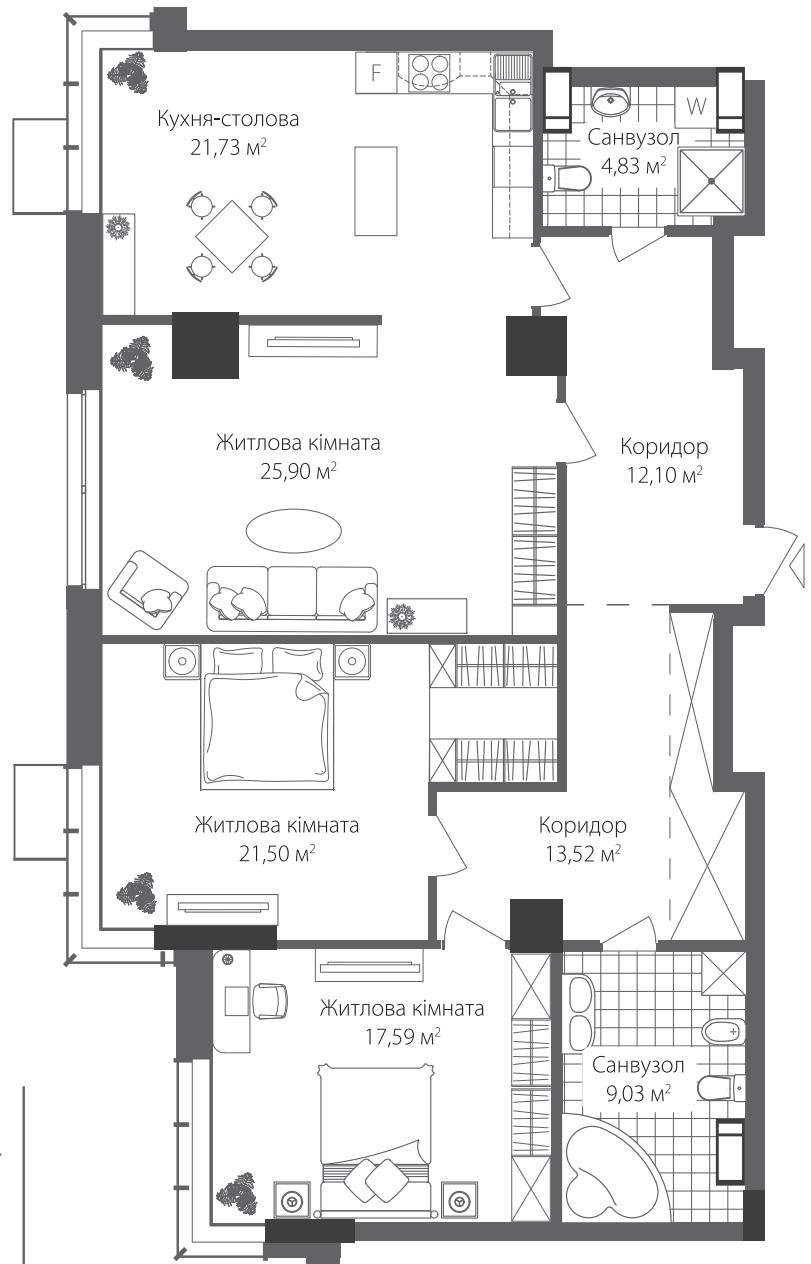 F
Кухня-столова
21,73 м²
W
Санвузол
4,83 м²
Житлова кімната
25,90 м²
Коридор
12,10 м²
Житлова кімната
21,50 м²
Коридор
13,52 м²
Житлова кімната
17,59 м²
Санвузол
9,03 м²